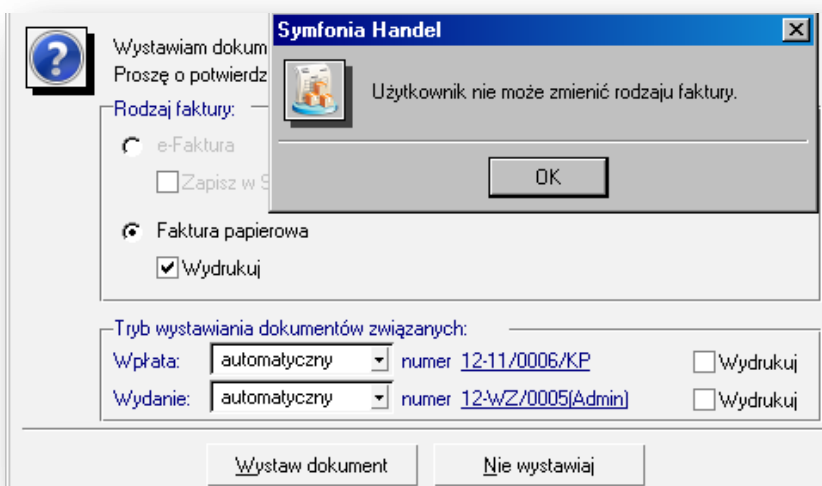 Symfonia Handel
Użytkownik nie może zmienić rodzaju faktury.
OK
Wystawiam dokum
Proszę o potwierdz
Rodzaj faktury:
e-Faktura
Zapisz w S
Faktura papierowa
Wydrukuj
Tryb wystawiania dokumentów związanych:
Wpłata: automatyczny numer 12-11/0006/KP Wydrukuj
Wydanie: automatyczny numer 12-WZ/0005(Admin) Wydrukuj
Wystaw dokument Nie wystawiaj